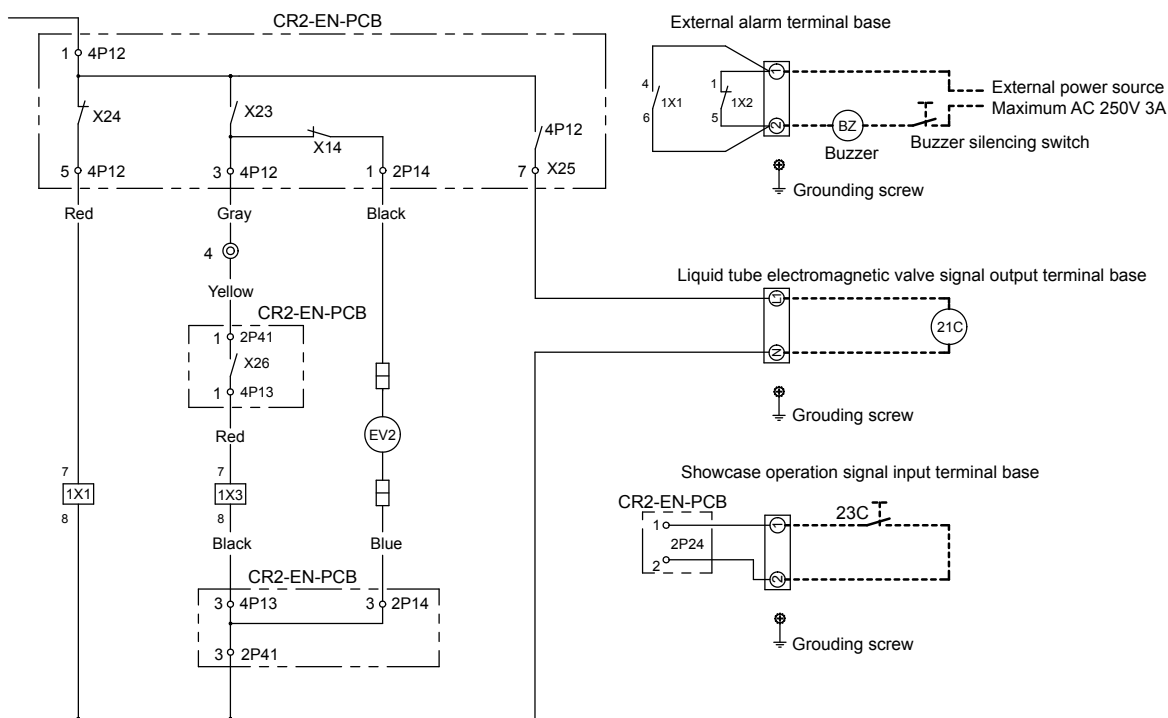 CR2-EN-PCB
1 4P12
X24
X23
X14
4P12
5 4P12
3 4P12
1 2P14
7 X25
Red
Gray
Black
4
Yellow
CR2-EN-PCB
1 2P41
X26
1 4P13
Red
EV2
7
1X1
8
7
1X3
8
Black
Blue
CR2-EN-PCB
3 4P13
3 2P14
3 2P41
External alarm terminal base
4
1X1
6
1
1X2
5
1
2
BZ
Buzzer
External power source
Maximum AC 250V 3A
Buzzer silencing switch
Grounding screw
Liquid tube electromagnetic valve signal output terminal base
L1
N
21C
Grouding screw
Showcase operation signal input terminal base
CR2-EN-PCB
1
2P24
2
1
2
23C
Grouding screw